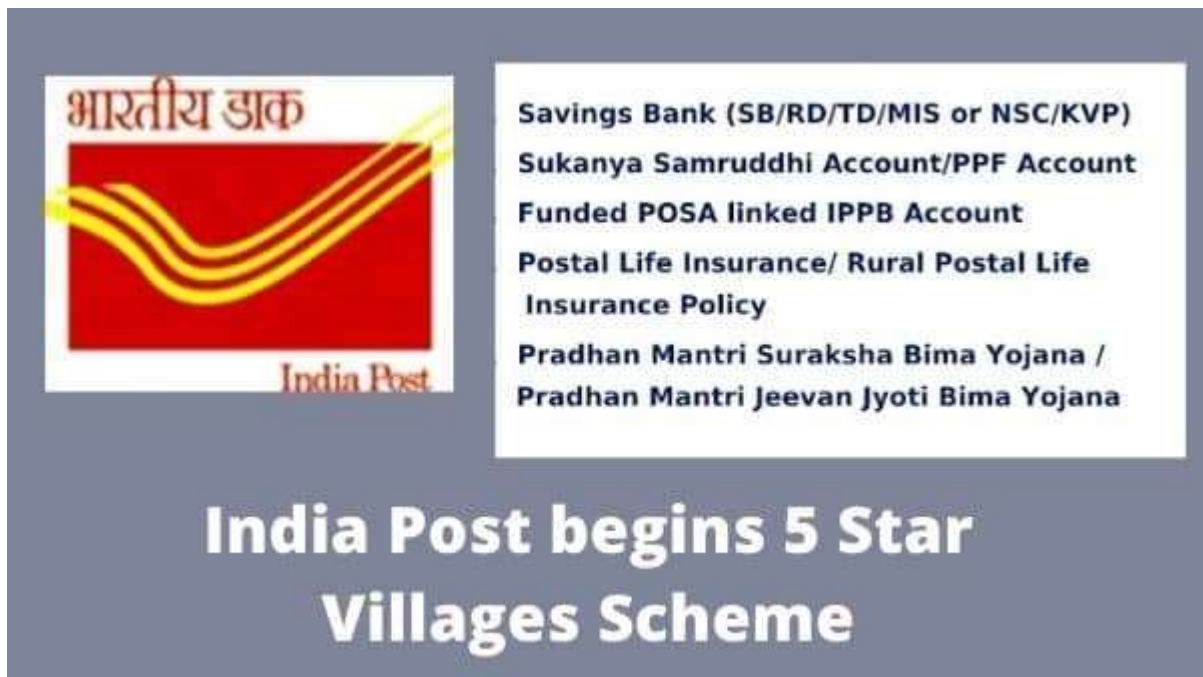 भारतीय डाक
India Post
Savings Bank (SB/RD/TD/MIS or NSC/KVP)
Sukanya Samruddhi Account/PPF Account
Funded POSA linked IPPB Account
Postal Life Insurance/ Rural Postal Life
Insurance Policy
Pradhan Mantri Suraksha Bima Yojana /
Pradhan Mantri Jeevan Jyoti Bima Yojana
India Post begins 5 Star
Villages Scheme